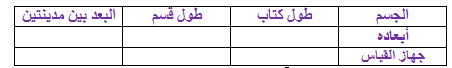 الجسم طول كتاب طول قسم البعد بين مدينتين
أبعاده
جهاز القياس